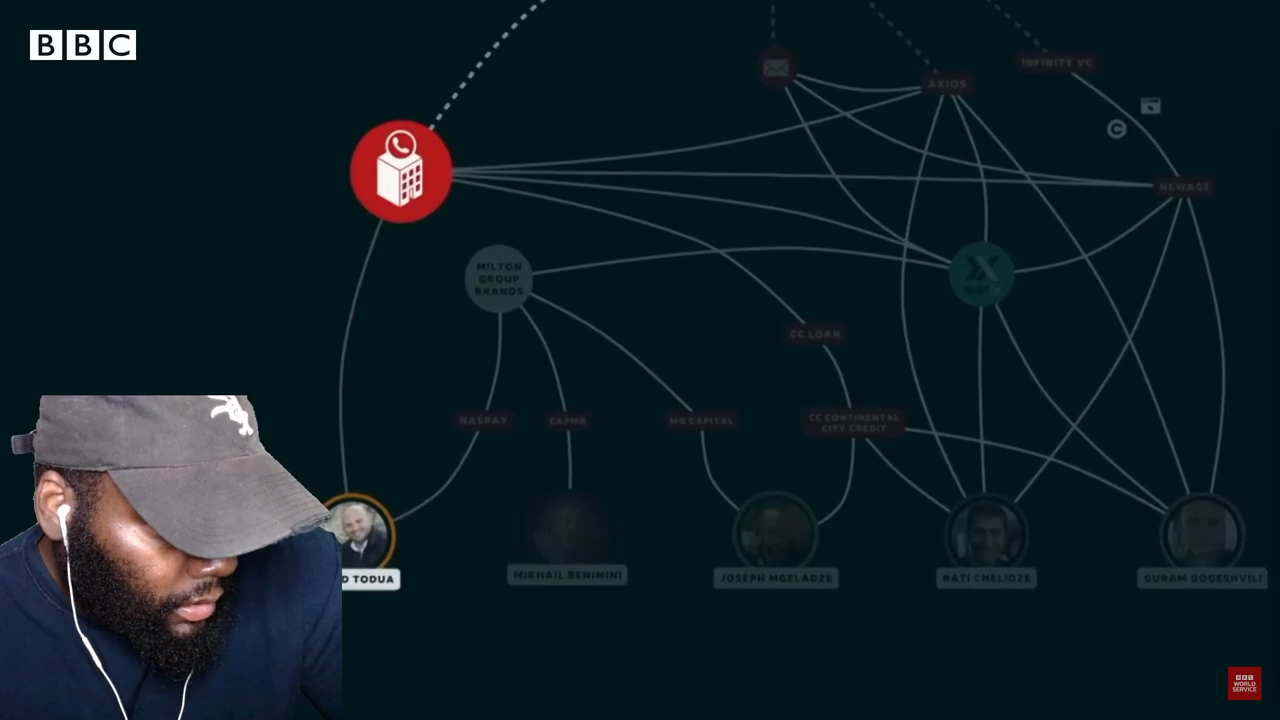 BBC
INFINITY VC
AXIOS
NEWAGE
MILTON
GROUP
BRANDS
CC LOAN
NASPAY
CAPMB
MG CAPITAL
CC CONTINENTAL
CITY CREDIT
D TODUA
MIKHAIL BENIMINI
JOSEPH MGELADZE
RATI CHELIDZE
GURAM GOGESHVILI
BBC
WORLD
SERVICE